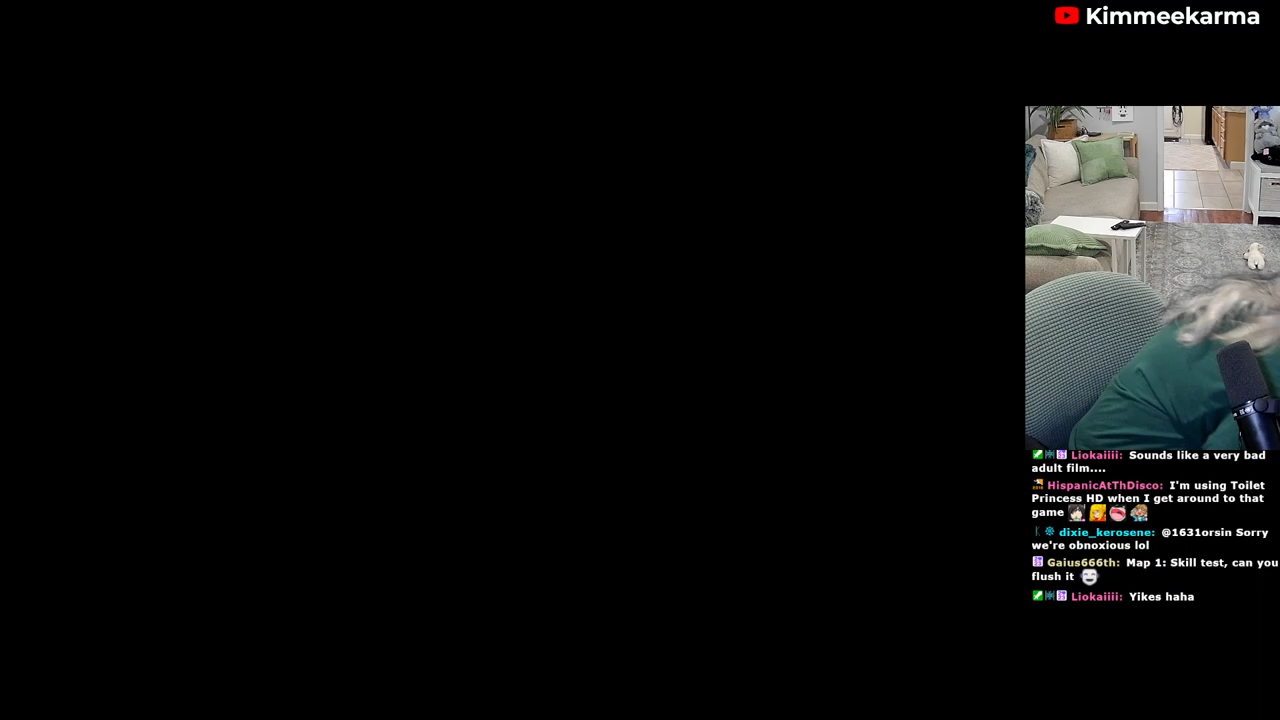 Kimmeekarma
Liokaiiii: Sounds like a very bad
adult film....
HispanicAtThDisco: I'm using Toilet
Princess HD when I get around to that
game
dixie_kerosene: @1631orsin Sorry
we're obnoxious lol
Gaius666th: Map 1: Skill test, can you
flush it
Liokaiiii: Yikes haha